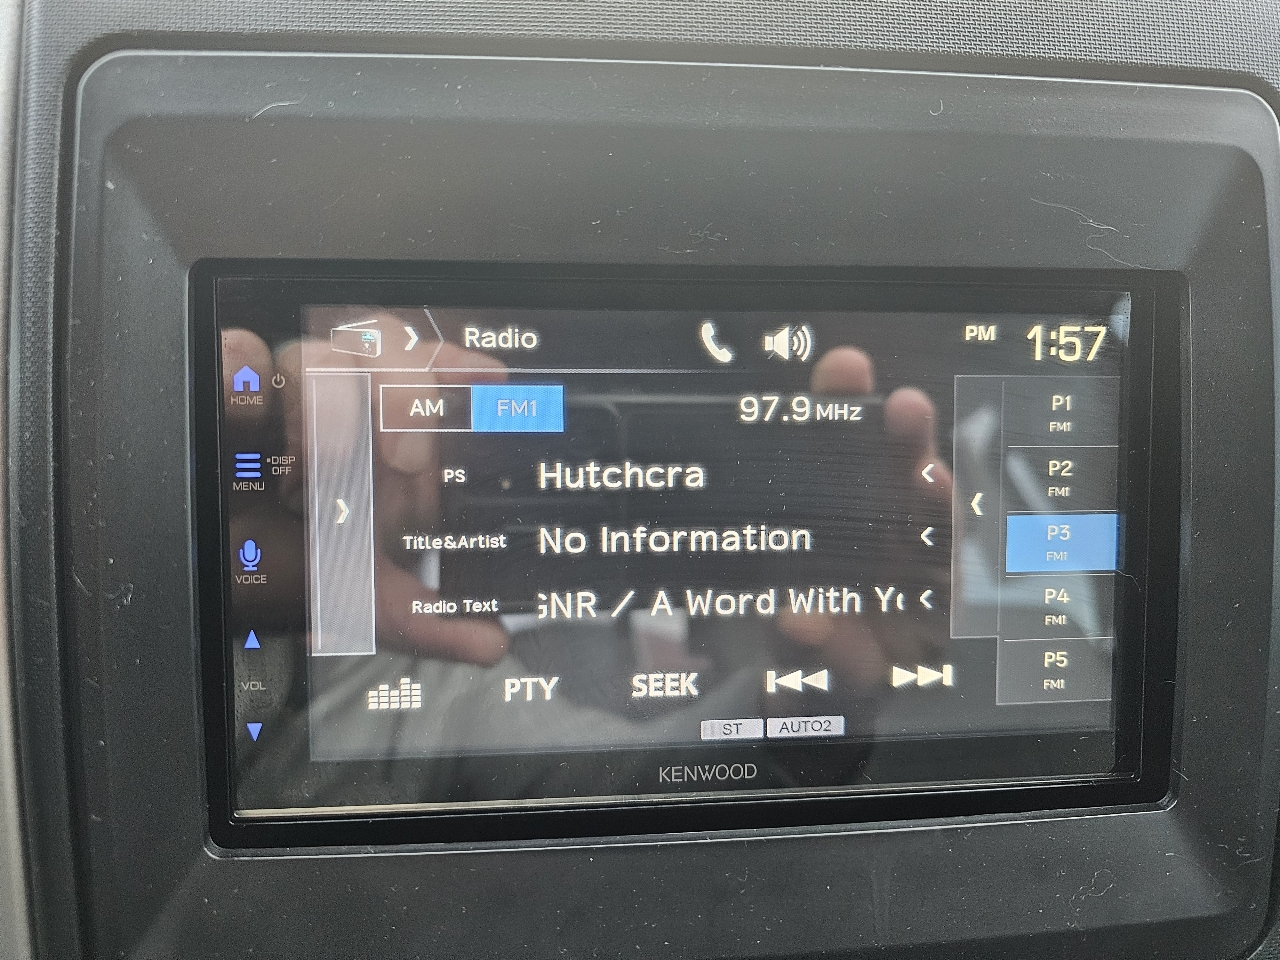 Radio
PM 1:57
HOME
DISP OFF
MENU
VOICE
VOL
AM FM1
97.9 MHz
PS Hutchcra
Title&Artist No Information
Radio Text GNR / A Word With Yo
P1
FM1
P2
FM1
P3
FM1
P4
FM1
P5
FM1
PTY SEEK
ST AUTO2
KENWOOD